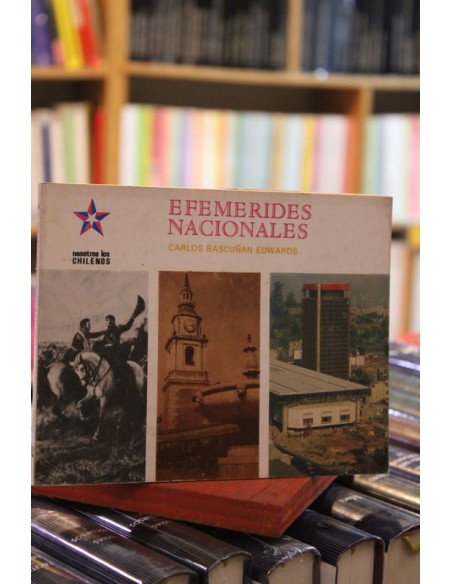 EFEMERIDES
NACIONALES
CARLOS BASCUÑAN EDWARDS
nosotros los
CHILENOS